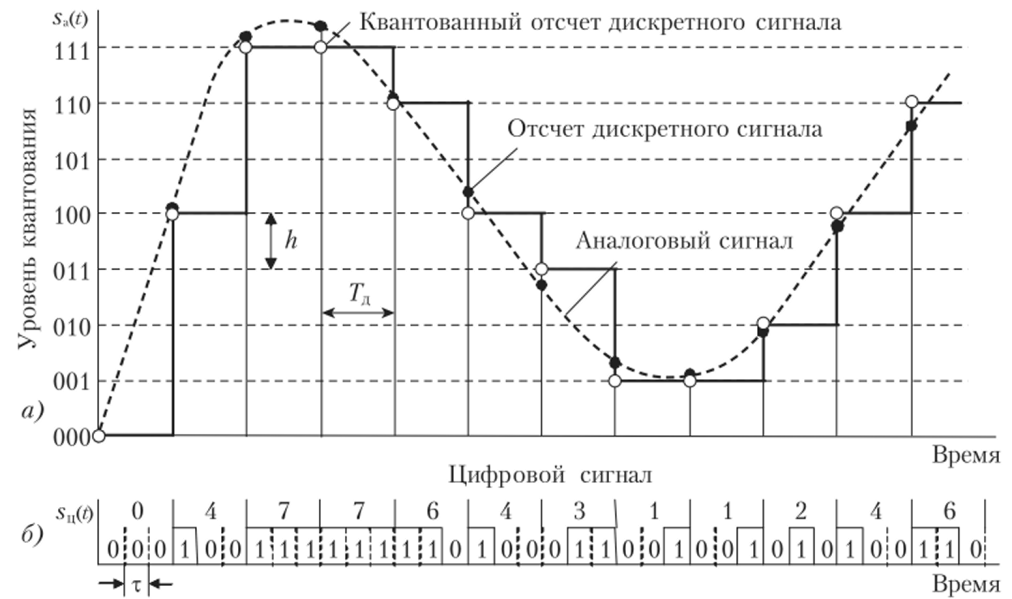 sₐ(t)
Квантованный отсчет дискретного сигнала
111
110
Отсчет дискретного сигнала
101
100
h
Аналоговый сигнал
011
Tд
010
001
000
Уровень квантования
а)
Время
Цифровой сигнал
sц(t) 0 4 7 7 6 4 3 1 1 2 4 6
б) 0 0 0 1 0 0 1 1 1 1 1 1 1 1 0 1 0 0 0 1 1 0 0 1 0 0 1 0 1 0 1 0 0 1 1 0
τ
Время